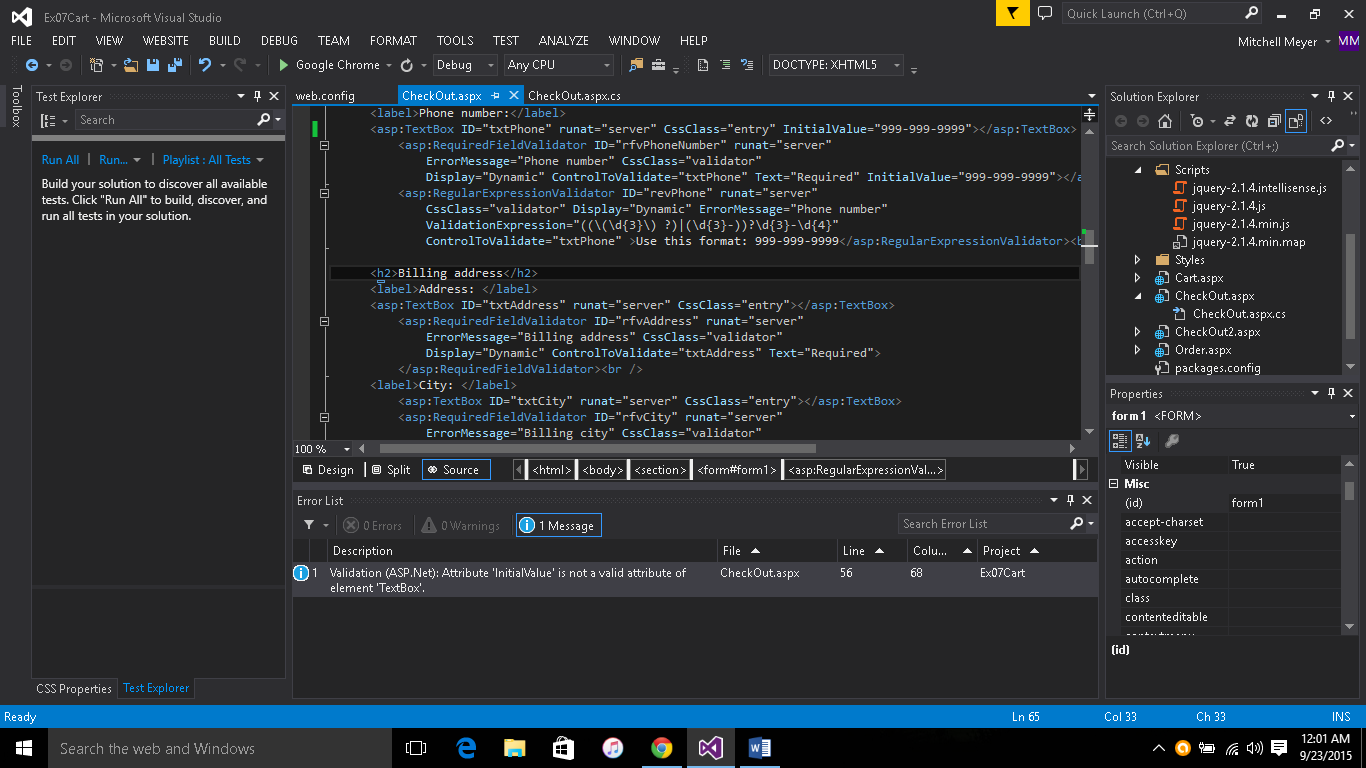 Ex07Cart - Microsoft Visual Studio
Quick Launch (Ctrl+Q)
FILE EDIT VIEW WEBSITE BUILD DEBUG TEAM FORMAT TOOLS TEST ANALYZE WINDOW HELP
Mitchell Meyer MM
Google Chrome Debug Any CPU DOCTYPE: XHTML5
Toolbox
Test Explorer
Search
Run All | Run... | Playlist : All Tests
Build your solution to discover all available
tests. Click "Run All" to build, discover, and
run all tests in your solution.
CSS Properties Test Explorer
web.config CheckOut.aspx CheckOut.aspx.cs
<label>Phone number:</label>
<asp:TextBox ID="txtPhone" runat="server" CssClass="entry" InitialValue="999-999-9999"></asp:TextBox>
<asp:RequiredFieldValidator ID="rfvPhoneNumber" runat="server"
ErrorMessage="Phone number" CssClass="validator"
Display="Dynamic" ControlToValidate="txtPhone" Text="Required" InitialValue="999-999-9999"></a
<asp:RegularExpressionValidator ID="revPhone" runat="server"
CssClass="validator" Display="Dynamic" ErrorMessage="Phone number"
ValidationExpression="((\(\d{3}\) ?)|(\d{3}-))?\d{3}-\d{4}"
ControlToValidate="txtPhone" >Use this format: 999-999-9999</asp:RegularExpressionValidator><b
<h2>Billing address</h2>
<label>Address: </label>
<asp:TextBox ID="txtAddress" runat="server" CssClass="entry"></asp:TextBox>
<asp:RequiredFieldValidator ID="rfvAddress" runat="server"
ErrorMessage="Billing address" CssClass="validator"
Display="Dynamic" ControlToValidate="txtAddress" Text="Required">
</asp:RequiredFieldValidator><br />
<label>City: </label>
<asp:TextBox ID="txtCity" runat="server" CssClass="entry"></asp:TextBox>
<asp:RequiredFieldValidator ID="rfvCity" runat="server"
ErrorMessage="Billing city" CssClass="validator"
100 %
Design Split Source <html> <body> <section> <form#form1> <asp:RegularExpressionVal...>
Error List
0 Errors 0 Warnings 1 Message Search Error List
Description File Line Colu... Project
1 Validation (ASP.Net): Attribute 'InitialValue' is not a valid attribute of CheckOut.aspx 56 68 Ex07Cart
element 'TextBox'.
Solution Explorer
Search Solution Explorer (Ctrl+;)
Scripts
jquery-2.1.4.intellisense.js
jquery-2.1.4.js
jquery-2.1.4.min.js
jquery-2.1.4.min.map
Styles
Cart.aspx
CheckOut.aspx
CheckOut.aspx.cs
CheckOut2.aspx
Order.aspx
packages.config
Properties
form1 <FORM>
Visible True
Misc
(id) form1
accept-charset
accesskey
action
autocomplete
class
contenteditable
contextmenu
(id)
Ready Ln 65 Col 33 Ch 33 INS
Search the web and Windows
12:01 AM
9/23/2015